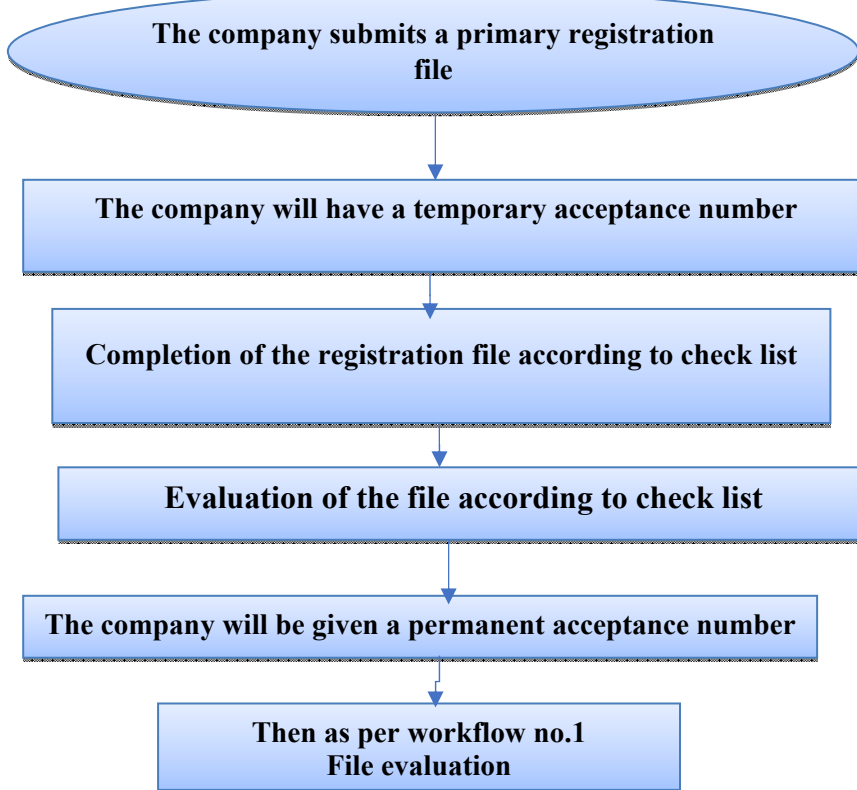 The company submits a primary registration
file
The company will have a temporary acceptance number
Completion of the registration file according to check list
Evaluation of the file according to check list
The company will be given a permanent acceptance number
Then as per workflow no.1
File evaluation